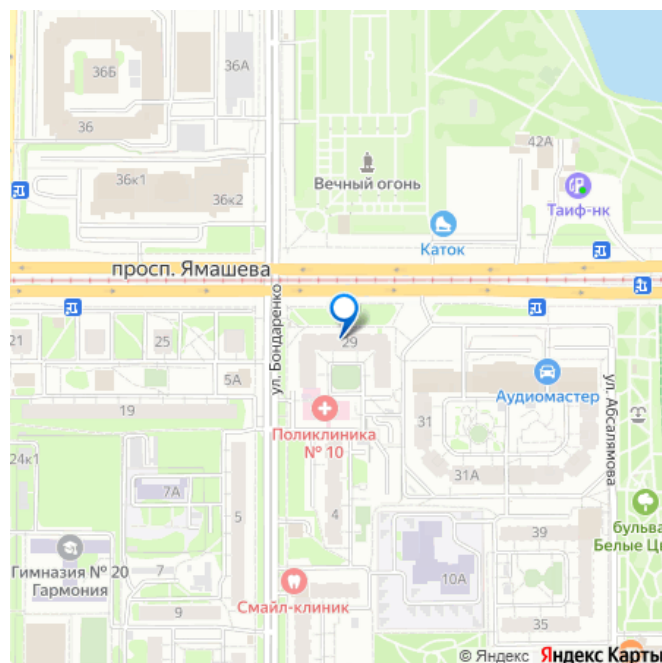 36Б
36А
36
42А
Вечный огонь
36к1
36к2
Таиф-нк
Каток
просп. Ямашева
ул. Бондаренко
21
25
29
5А
Аудиомастер
ул. Абсалямова
19
31
Поликлиника
№ 10
24к1
31А
7А
5
4
39
бульва
Белые Цв
Гимназия № 20
Гармония
7
10А
Смайл-клиник
9
35
© Яндекс Яндекс Карты